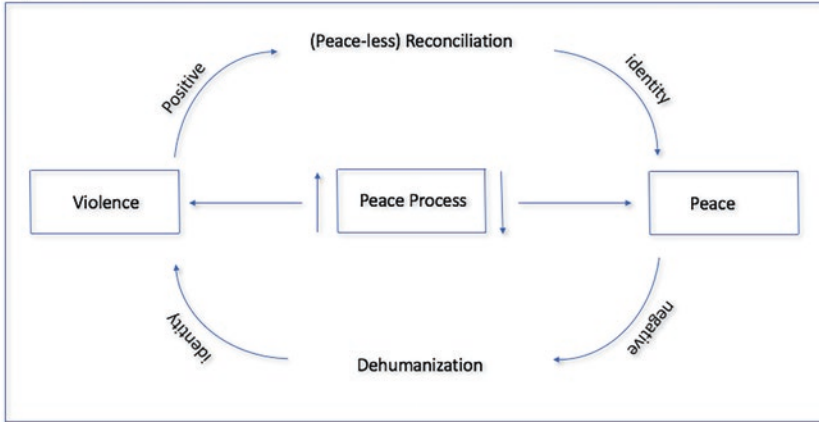 (Peace-less) Reconciliation
Positive
identity
Violence
Peace Process
Peace
identity
negative
Dehumanization